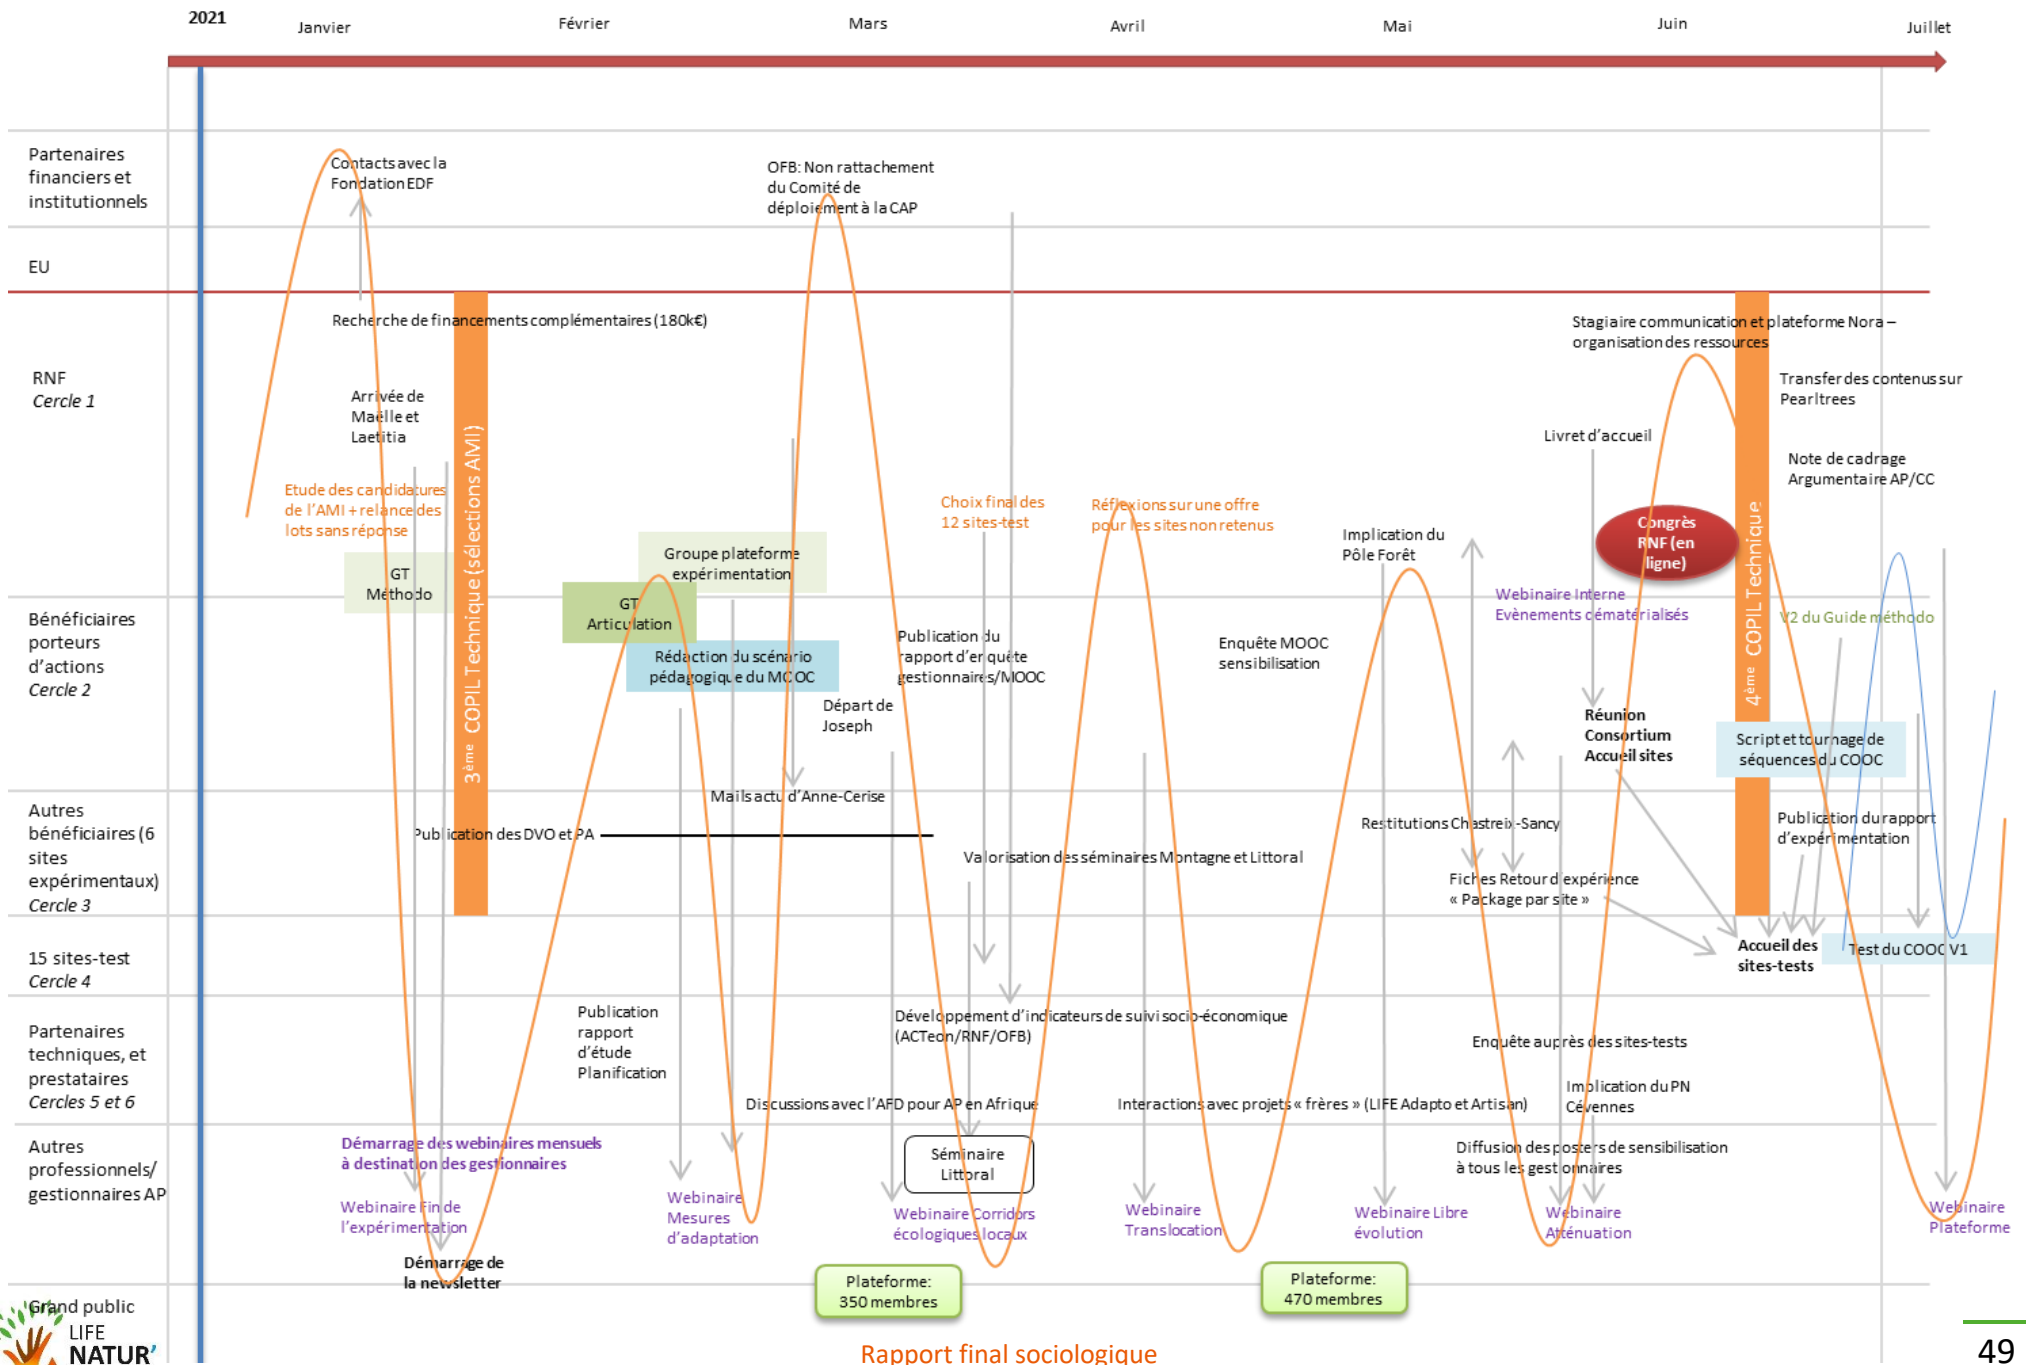 2021
Janvier
Février
Mars
Avril
Mai
Juin
Juillet
Partenaires
financiers et
institutionnels
Contacts avec la
Fondation EDF
OFB: Non rattachement
du Comité de
déploiement à la CAP
EU
RNF
Cercle 1
Recherche de financements complémentaires (180k€)
Arrivée de
Maëlle et
Laetitia
Etude des candidatures
de l'AMI + relance des
lots sans réponse
GT
Méthodo
3ème COPIL Technique (sélections AMI)
Groupe plateforme
expérimentation
GT
Articulation
Choix final des
12 sites-test
Réflexions sur une offre
pour les sites non retenus
Implication du
Pôle Forêt
Stagiaire communication et plateforme Nora –
organisation des ressources
Livret d'accueil
Congrès
RNF (en
ligne)
4ème COPIL Technique
Transfer des contenus sur
Pearltrees
Note de cadrage
Argumentaire AP/CC
Webinaire Interne
Evènements dématérialisés
V2 du Guide méthodo
Bénéficiaires
porteurs
d'actions
Cercle 2
Rédaction du scénario
pédagogique du MOOC
Départ de
Joseph
Publication du
rapport d'enquête
gestionnaires/MOOC
Enquête MOOC
sensibilisation
Réunion
Consortium
Accueil sites
Script et tournage de
séquences du COOC
Mails actu d'Anne-Cerise
Autres
bénéficiaires (6
sites
expérimentaux)
Cercle 3
Publication des DVO et PA
Valorisation des séminaires Montagne et Littoral
Restitutions Chastreix-Sancy
Fiches Retour d'expérience
« Package par site »
Publication du rapport
d'expérimentation
15 sites-test
Cercle 4
Accueil des
sites-tests
Test du COOC V1
Partenaires
techniques, et
prestataires
Cercles 5 et 6
Publication
rapport
d'étude
Planification
Développement d'indicateurs de suivi socio-économique
(ACTeon/RNF/OFB)
Enquête auprès des sites-tests
Discussions avec l'AFD pour AP en Afrique
Interactions avec projets « frères » (LIFE Adapto et Artisan)
Implication du PN
Cévennes
Autres
professionnels/
gestionnaires AP
Démarrage des webinaires mensuels
à destination des gestionnaires
Webinaire Fin de
l'expérimentation
Démarrage de
la newsletter
Webinaire
Mesures
d'adaptation
Séminaire
Littoral
Webinaire Corridors
écologiques locaux
Webinaire
Translocation
Webinaire Libre
évolution
Diffusion des posters de sensibilisation
à tous les gestionnaires
Webinaire
Atténuation
Webinaire
Plateforme
Plateforme:
350 membres
Plateforme:
470 membres
Grand public
LIFE
NATUR'
Rapport final sociologique
49